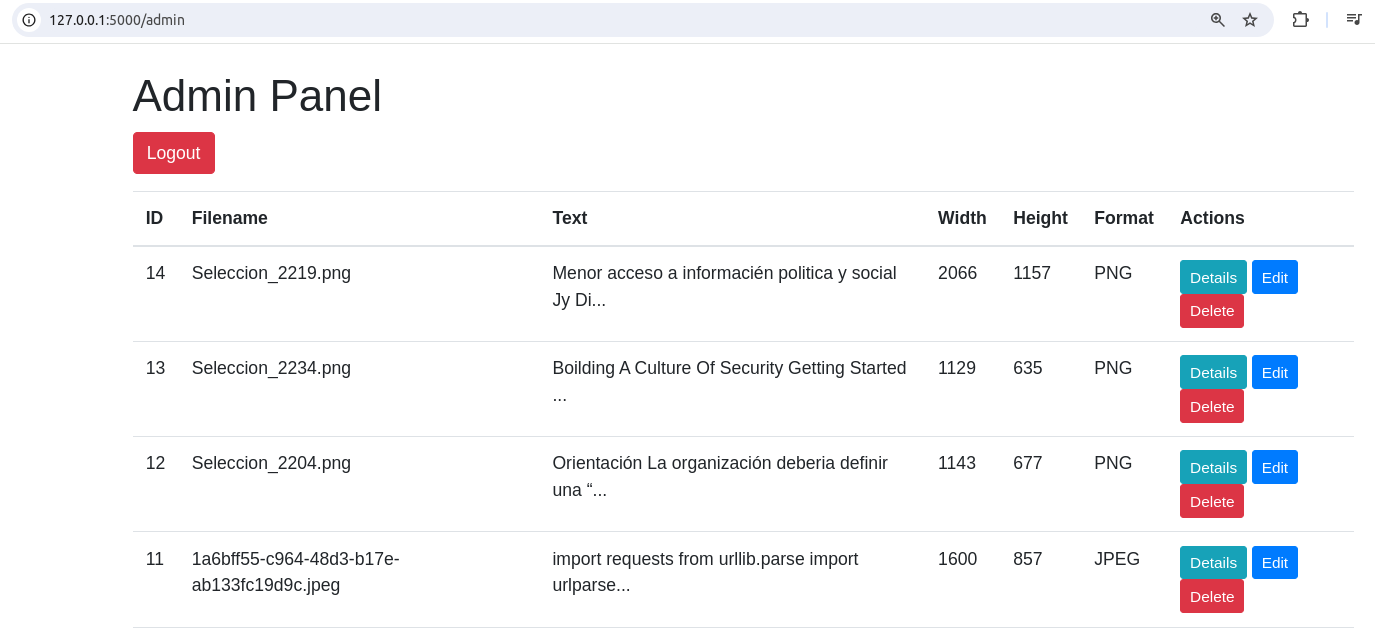 127.0.0.1:5000/admin
Admin Panel
Logout
ID Filename Text Width Height Format Actions
14 Seleccion_2219.png Menor acceso a informacién politica y social 2066 1157 PNG Details Edit
Jy Di... Delete
13 Seleccion_2234.png Boilding A Culture Of Security Getting Started 1129 635 PNG Details Edit
... Delete
12 Seleccion_2204.png Orientación La organización deberia definir 1143 677 PNG Details Edit
una “... Delete
11 1a6bff55-c964-48d3-b17e- import requests from urllib.parse import 1600 857 JPEG Details Edit
ab133fc19d9c.jpeg urlparse... Delete